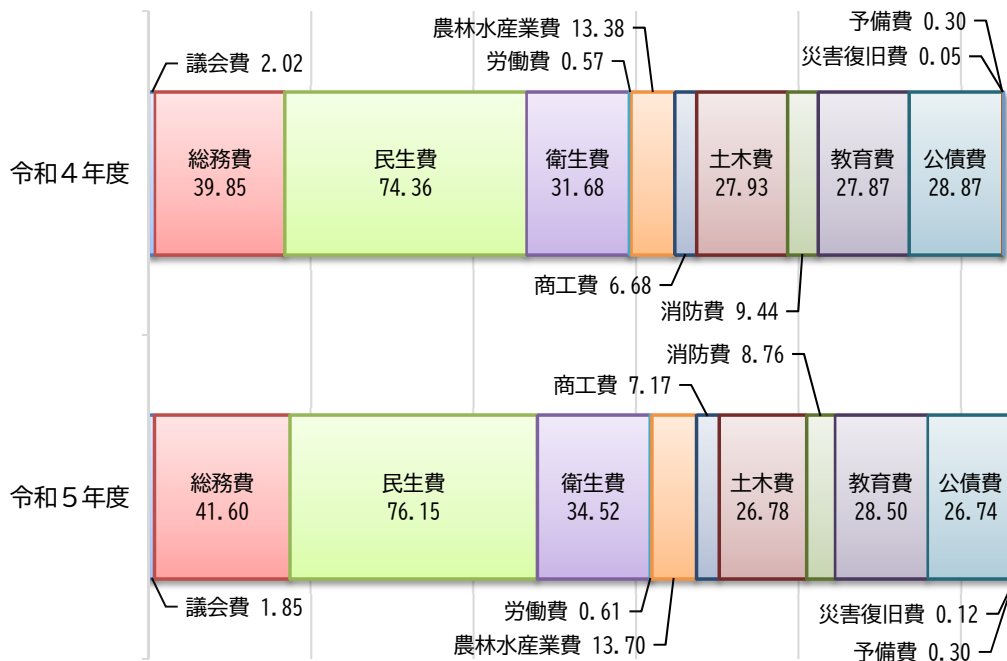 農林水産業費 13.38
予備費 0.30
議会費 2.02
労働費 0.57
災害復旧費 0.05
令和４年度
総務費
39.85
民生費
74.36
衛生費
31.68
土木費
27.93
教育費
27.87
公債費
28.87
商工費 6.68
消防費 9.44
消防費 8.76
商工費 7.17
令和５年度
総務費
41.60
民生費
76.15
衛生費
34.52
土木費
26.78
教育費
28.50
公債費
26.74
議会費 1.85
労働費 0.61
災害復旧費 0.12
農林水産業費 13.70
予備費 0.30